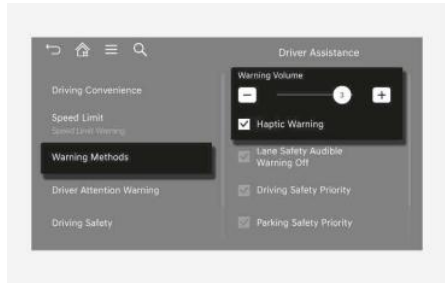 Driver Assistance
Driving Convenience
Speed Limit
Speed Limit Warning
Warning Methods
Driver Attention Warning
Driving Safety
Warning Volume
3
Haptic Warning
Lane Safety Audible
Warning Off
Driving Safety Priority
Parking Safety Priority